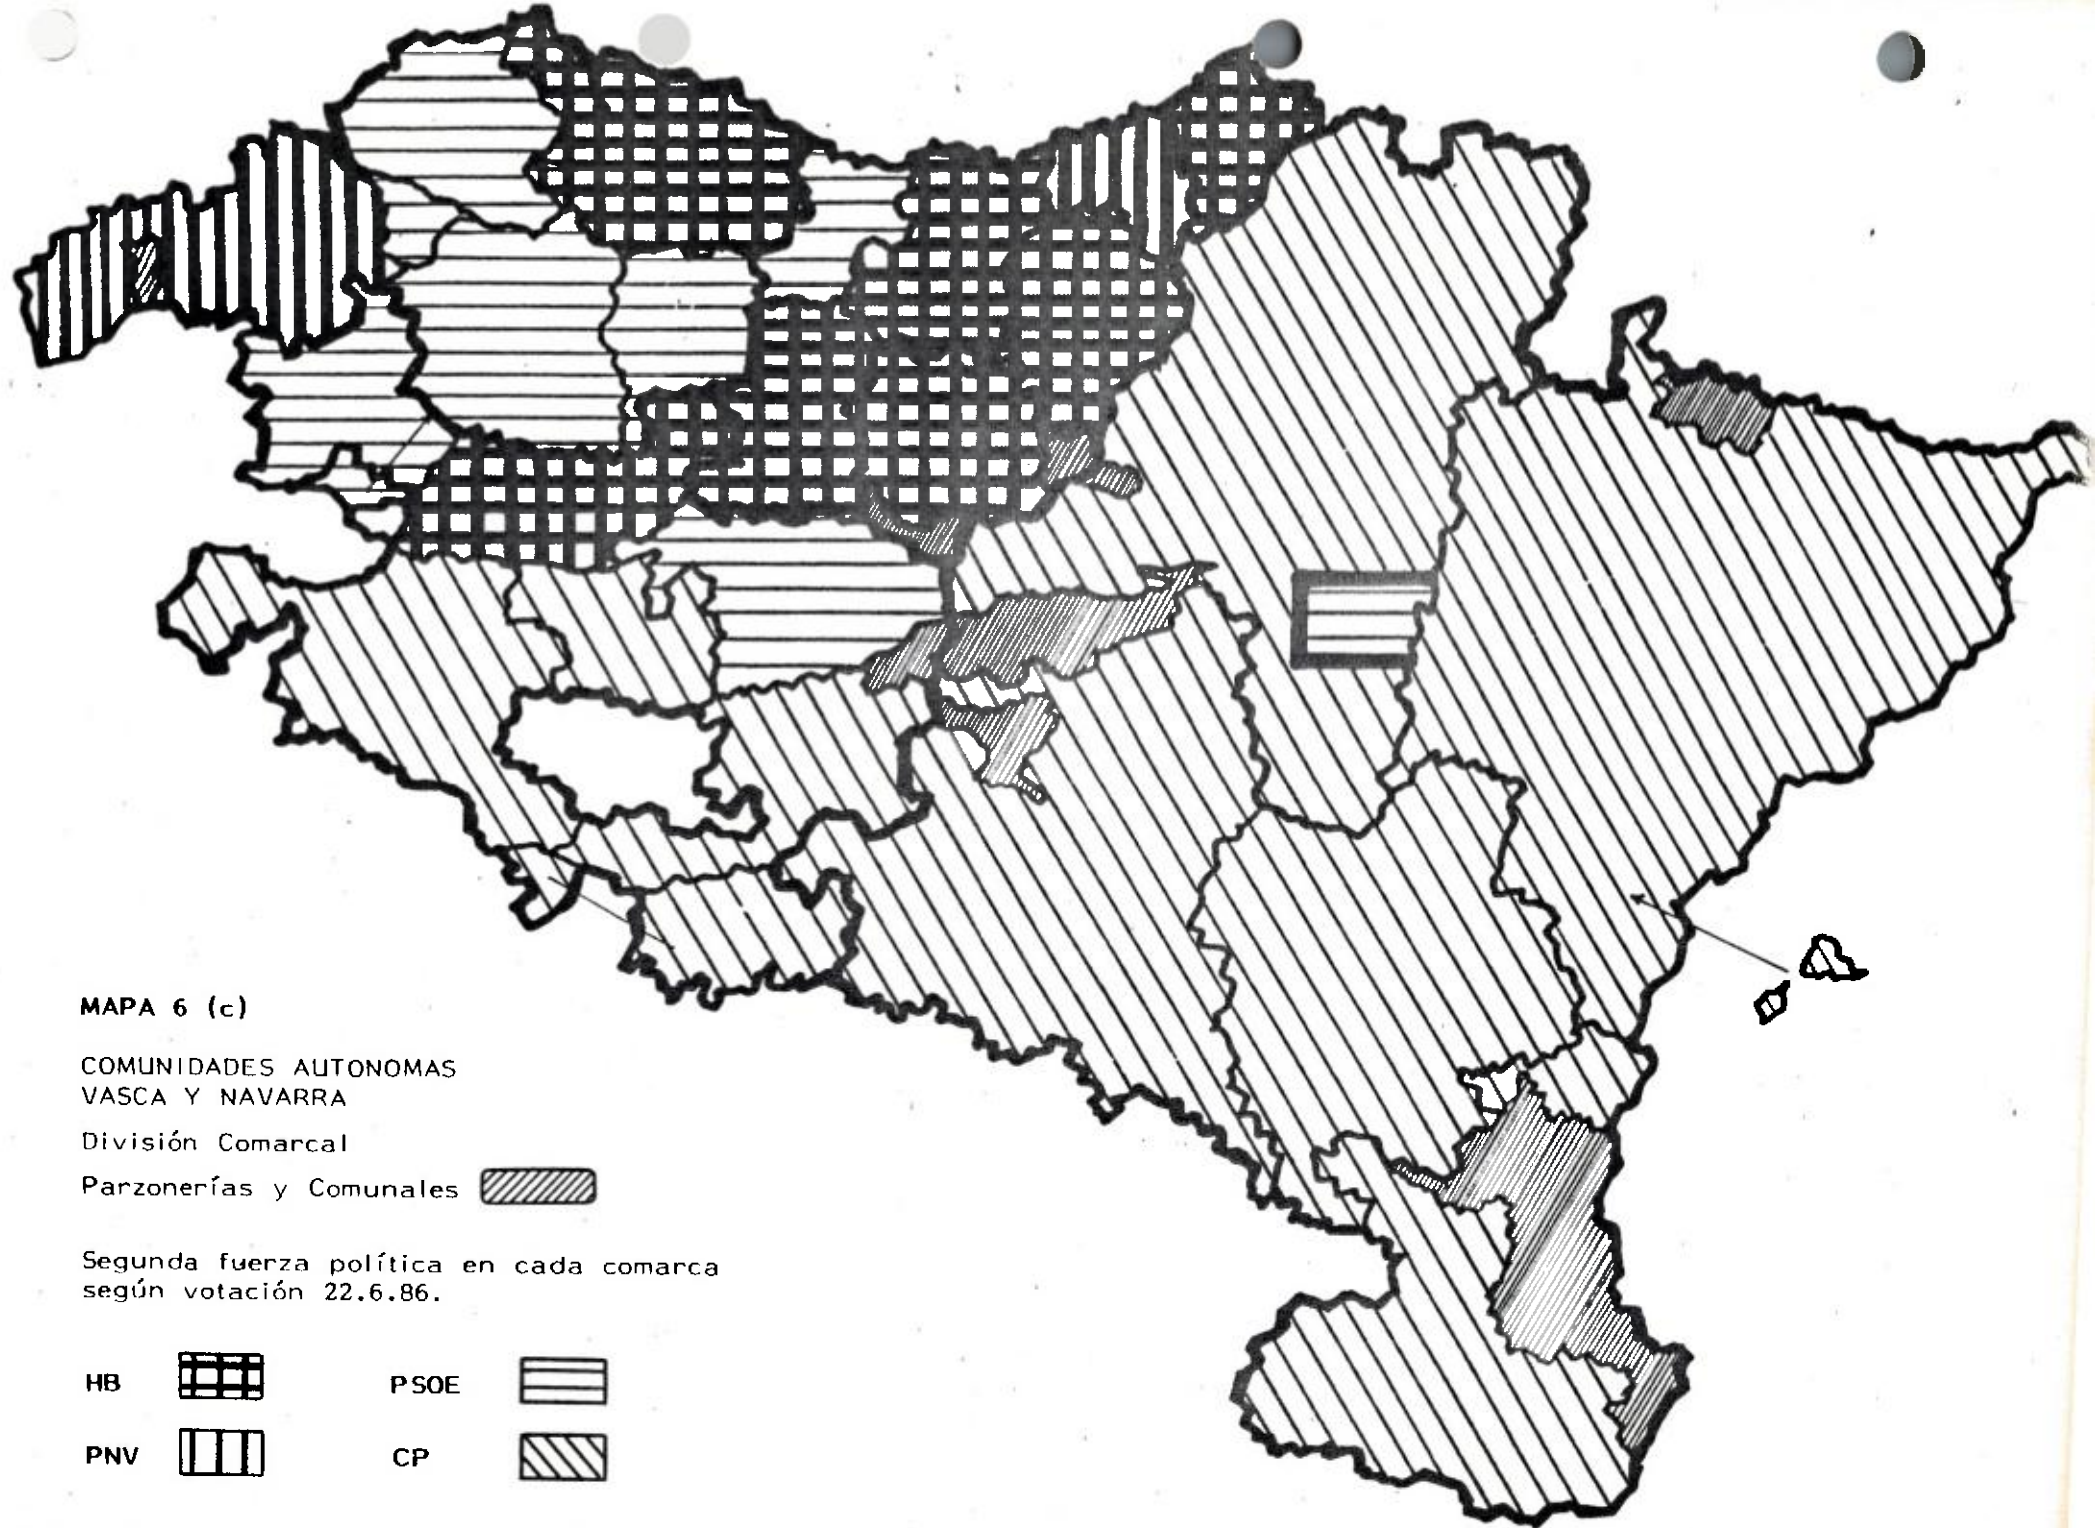 MAPA 6 (c)
COMUNIDADES AUTONOMAS
VASCA Y NAVARRA
División Comarcal
Parzonerías y Comunales
Segunda fuerza política en cada comarca
según votación 22.6.86.
HB
PSOE
PNV
CP